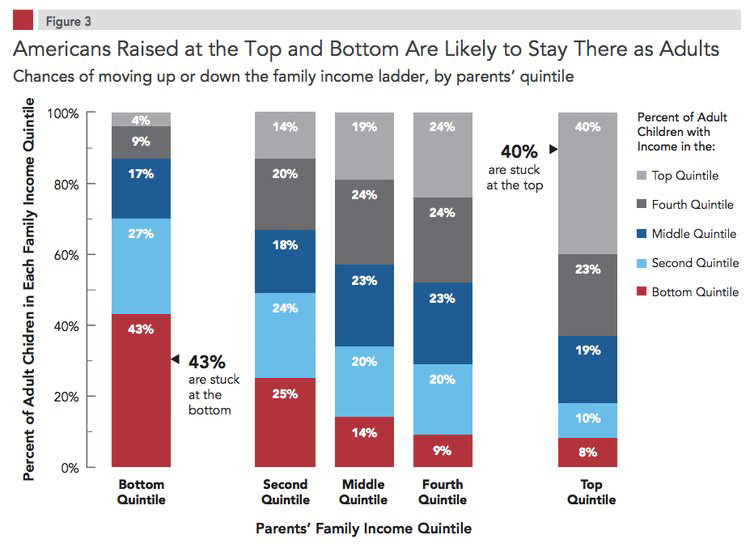 Figure 3
Americans Raised at the Top and Bottom Are Likely to Stay There as Adults
Chances of moving up or down the family income ladder, by parents' quintile
Percent of Adult Chidren in Each Family Income Quintile
100%
80%
60%
40%
20%
0%
4%
9%
17%
27%
43%
43%
are stuck
at the
bottom
14%
20%
18%
24%
25%
19%
24%
23%
20%
14%
24%
24%
23%
20%
9%
40%
are stuck
at the top
40%
23%
19%
10%
8%
Percent of Adult
Children with
Income in the:
Top Quintile
Fourth Quintile
Middle Quintile
Second Quintile
Bottom Quintile
Bottom
Quintile
Second
Quintile
Middle
Quintile
Fourth
Quintile
Top
Quintile
Parents' Family Income Quintile